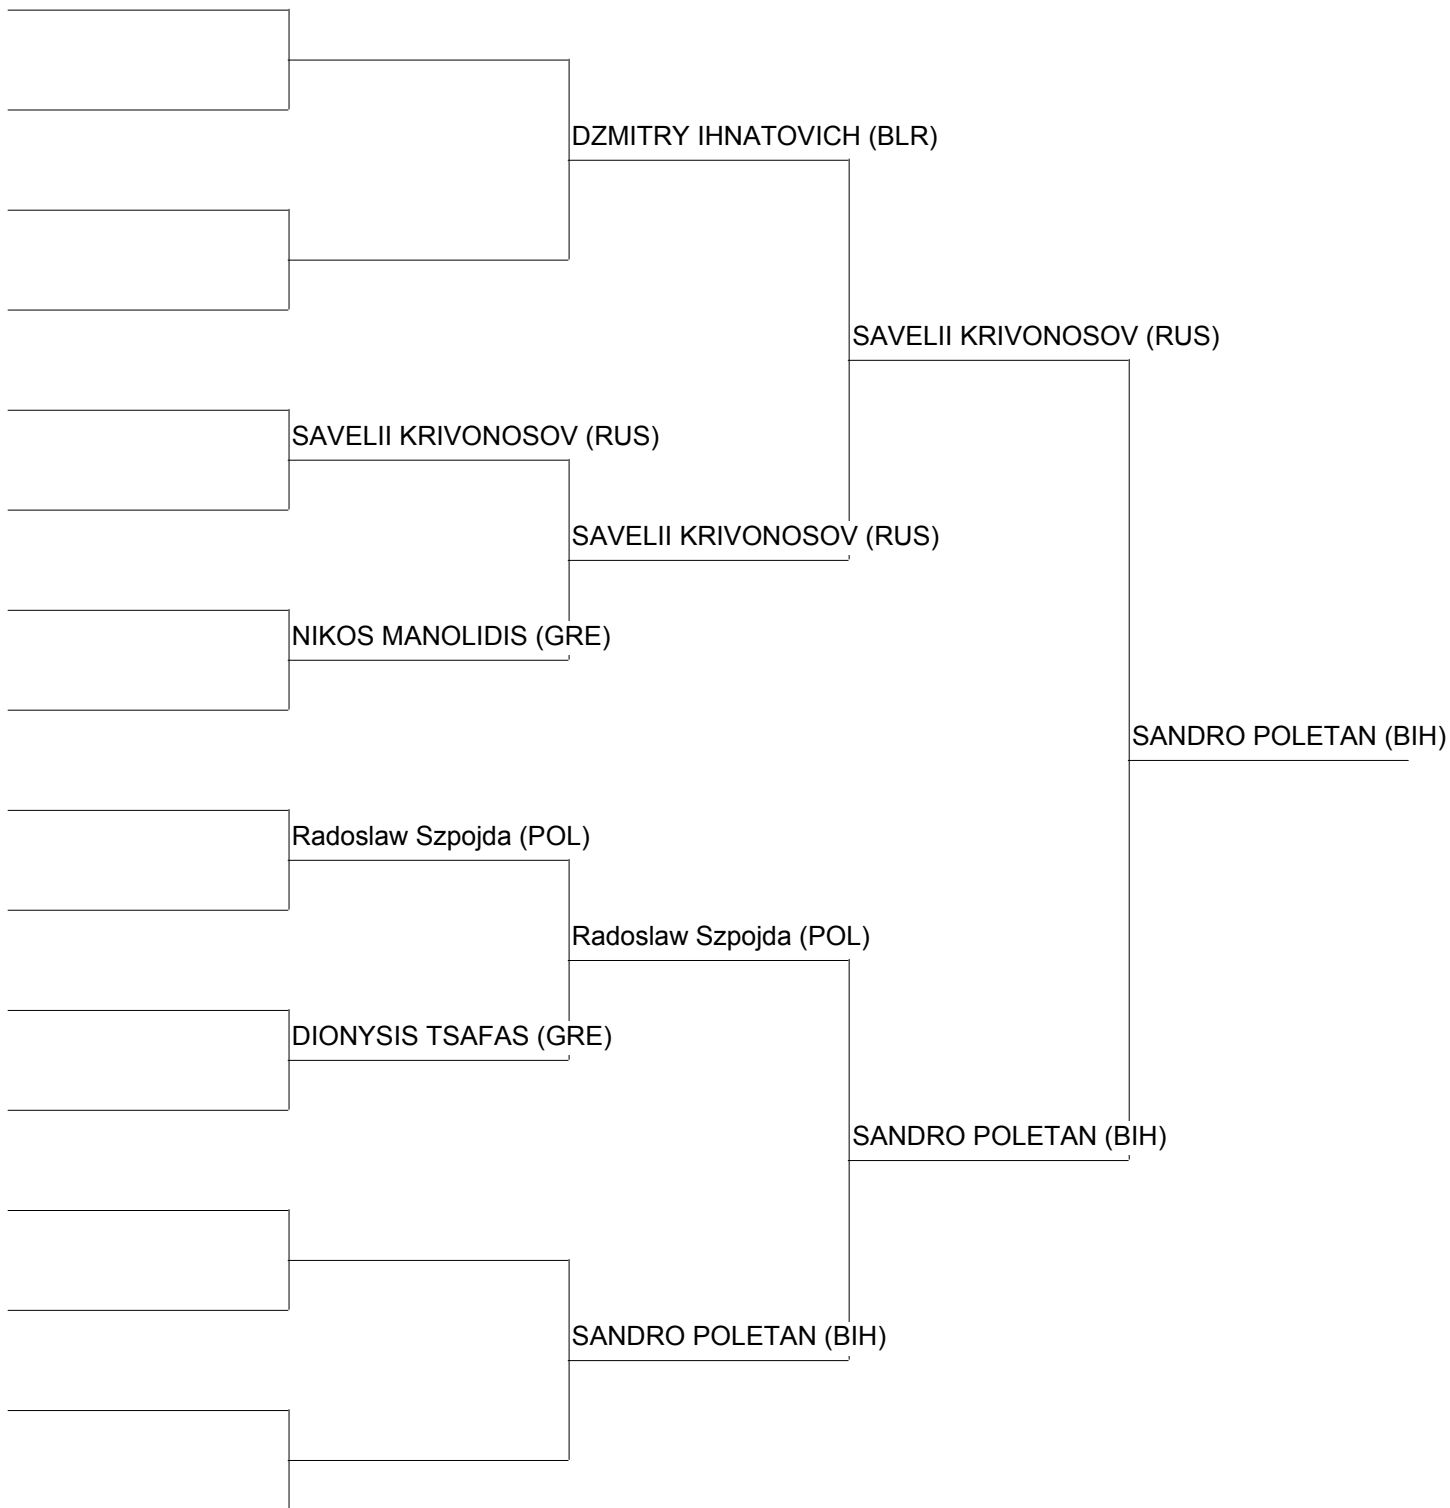 DZMITRY IHNATOVICH (BLR)
SAVELII KRIVONOSOV (RUS)
SAVELII KRIVONOSOV (RUS)
SAVELII KRIVONOSOV (RUS)
NIKOS MANOLIDIS (GRE)
SANDRO POLETAN (BIH)
Radoslaw Szpojda (POL)
Radoslaw Szpojda (POL)
DIONYSIS TSAFAS (GRE)
SANDRO POLETAN (BIH)
SANDRO POLETAN (BIH)